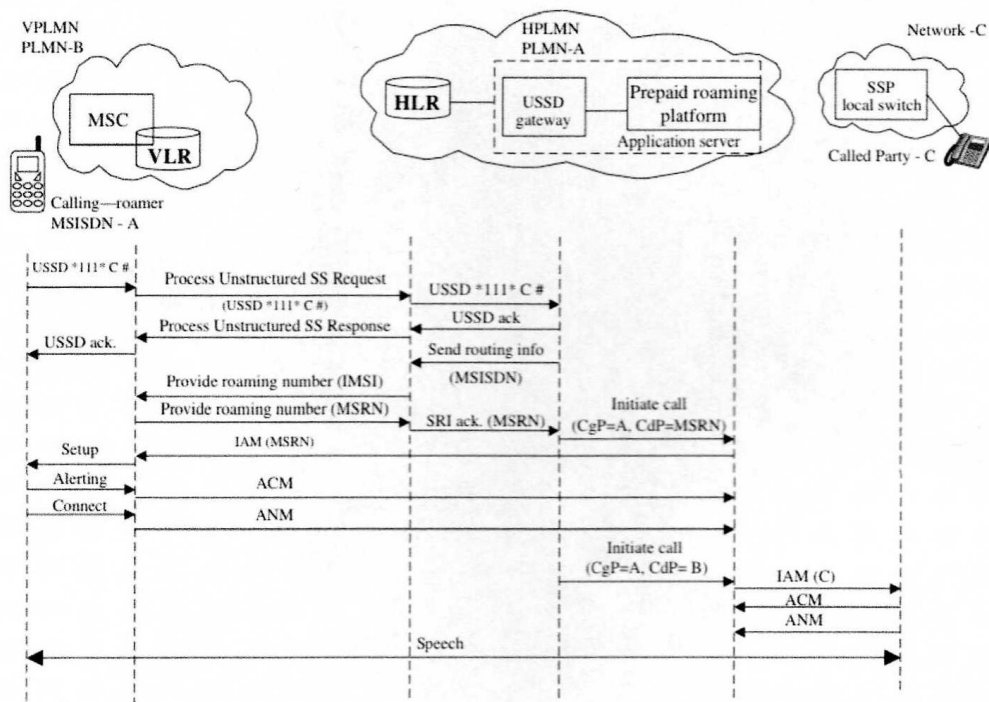 VPLMN
PLMN-B
MSC
VLR
Calling—roamer
MSISDN - A
HPLMN
PLMN-A
HLR
USSD
gateway
Prepaid roaming
platform
Application server
Network -C
SSP
local switch
Called Party - C
USSD *111* C #
Process Unstructured SS Request
(USSD *111* C #)
USSD *111* C #
USSD ack
Process Unstructured SS Response
USSD ack.
Send routing info
(MSISDN)
Provide roaming number (IMSI)
Provide roaming number (MSRN)
SRI ack. (MSRN)
Initiate call
(CgP=A, CdP=MSRN)
IAM (MSRN)
Setup
Alerting
ACM
Connect
ANM
Initiate call
(CgP=A, CdP= B)
IAM (C)
ACM
ANM
Speech